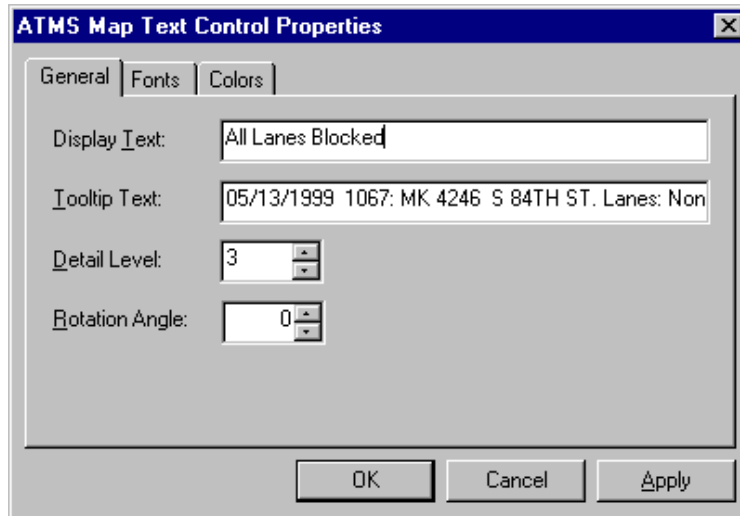 ATMS Map Text Control Properties
General Fonts Colors
Display Text: All Lanes Blocked
Tooltip Text: 05/13/1999 1067: MK 4246 S 84TH ST. Lanes: Non
Detail Level: 3
Rotation Angle: 0
OK Cancel Apply